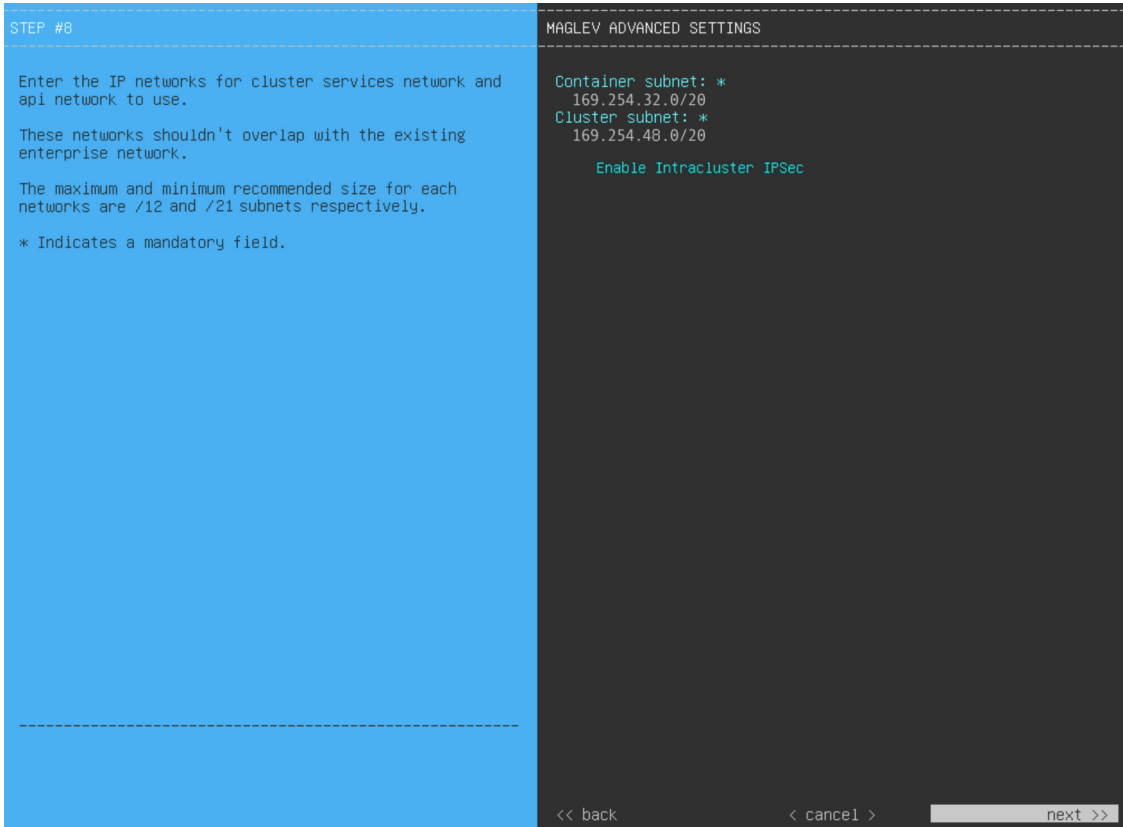 STEP #8
Enter the IP networks for cluster services network and
api network to use.
These networks shouldn't overlap with the existing
enterprise network.
The maximum and minimum recommended size for each
networks are /12 and /21 subnets respectively.
* Indicates a mandatory field.
MAGLEV ADVANCED SETTINGS
Container subnet: *
169.254.32.0/20
Cluster subnet: *
169.254.48.0/20
Enable Intracluster IPSec
<< back < cancel > next >>